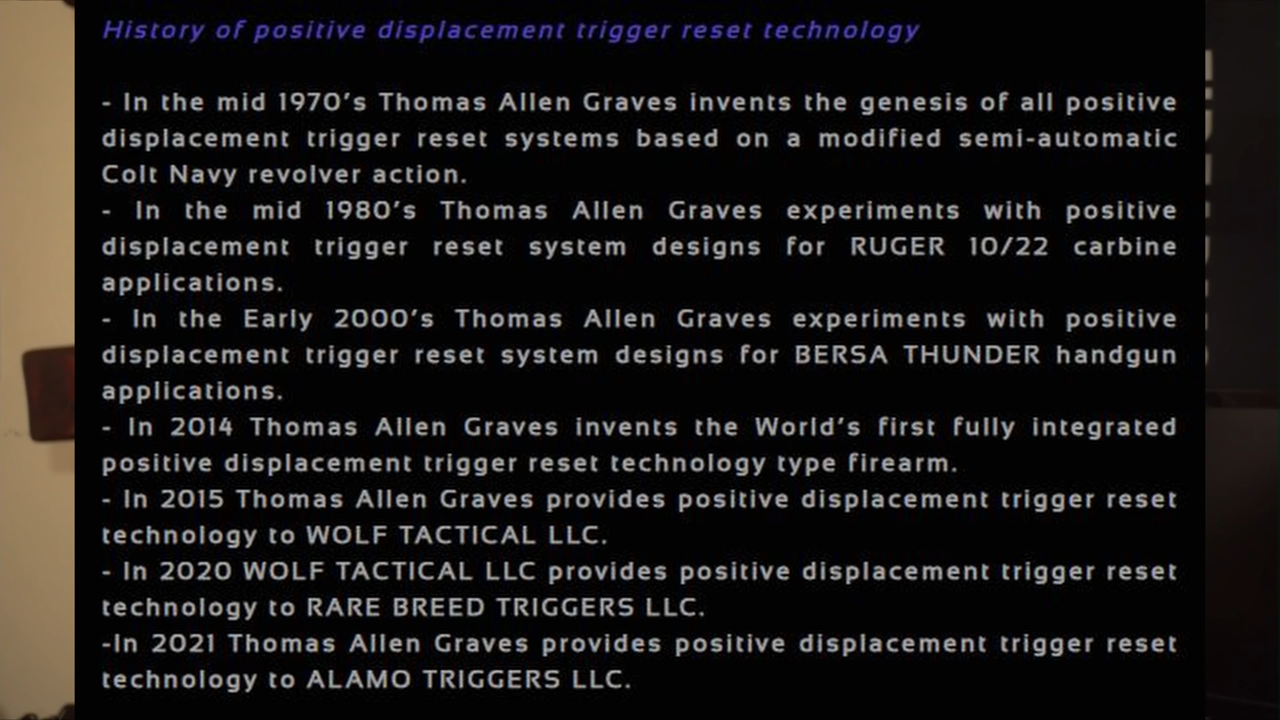 History of positive displacement trigger reset technology
- In the mid 1970's Thomas Allen Graves invents the genesis of all positive
displacement trigger reset systems based on a modified semi-automatic
Colt Navy revolver action.
- In the mid 1980's Thomas Allen Graves experiments with positive
displacement trigger reset system designs for RUGER 10/22 carbine
applications.
- In the Early 2000's Thomas Allen Graves experiments with positive
displacement trigger reset system designs for BERSA THUNDER handgun
applications.
- In 2014 Thomas Allen Graves invents the World's first fully integrated
positive displacement trigger reset technology type firearm.
- In 2015 Thomas Allen Graves provides positive displacement trigger reset
technology to WOLF TACTICAL LLC.
- In 2020 WOLF TACTICAL LLC provides positive displacement trigger reset
technology to RARE BREED TRIGGERS LLC.
-In 2021 Thomas Allen Graves provides positive displacement trigger reset
technology to ALAMO TRIGGERS LLC.